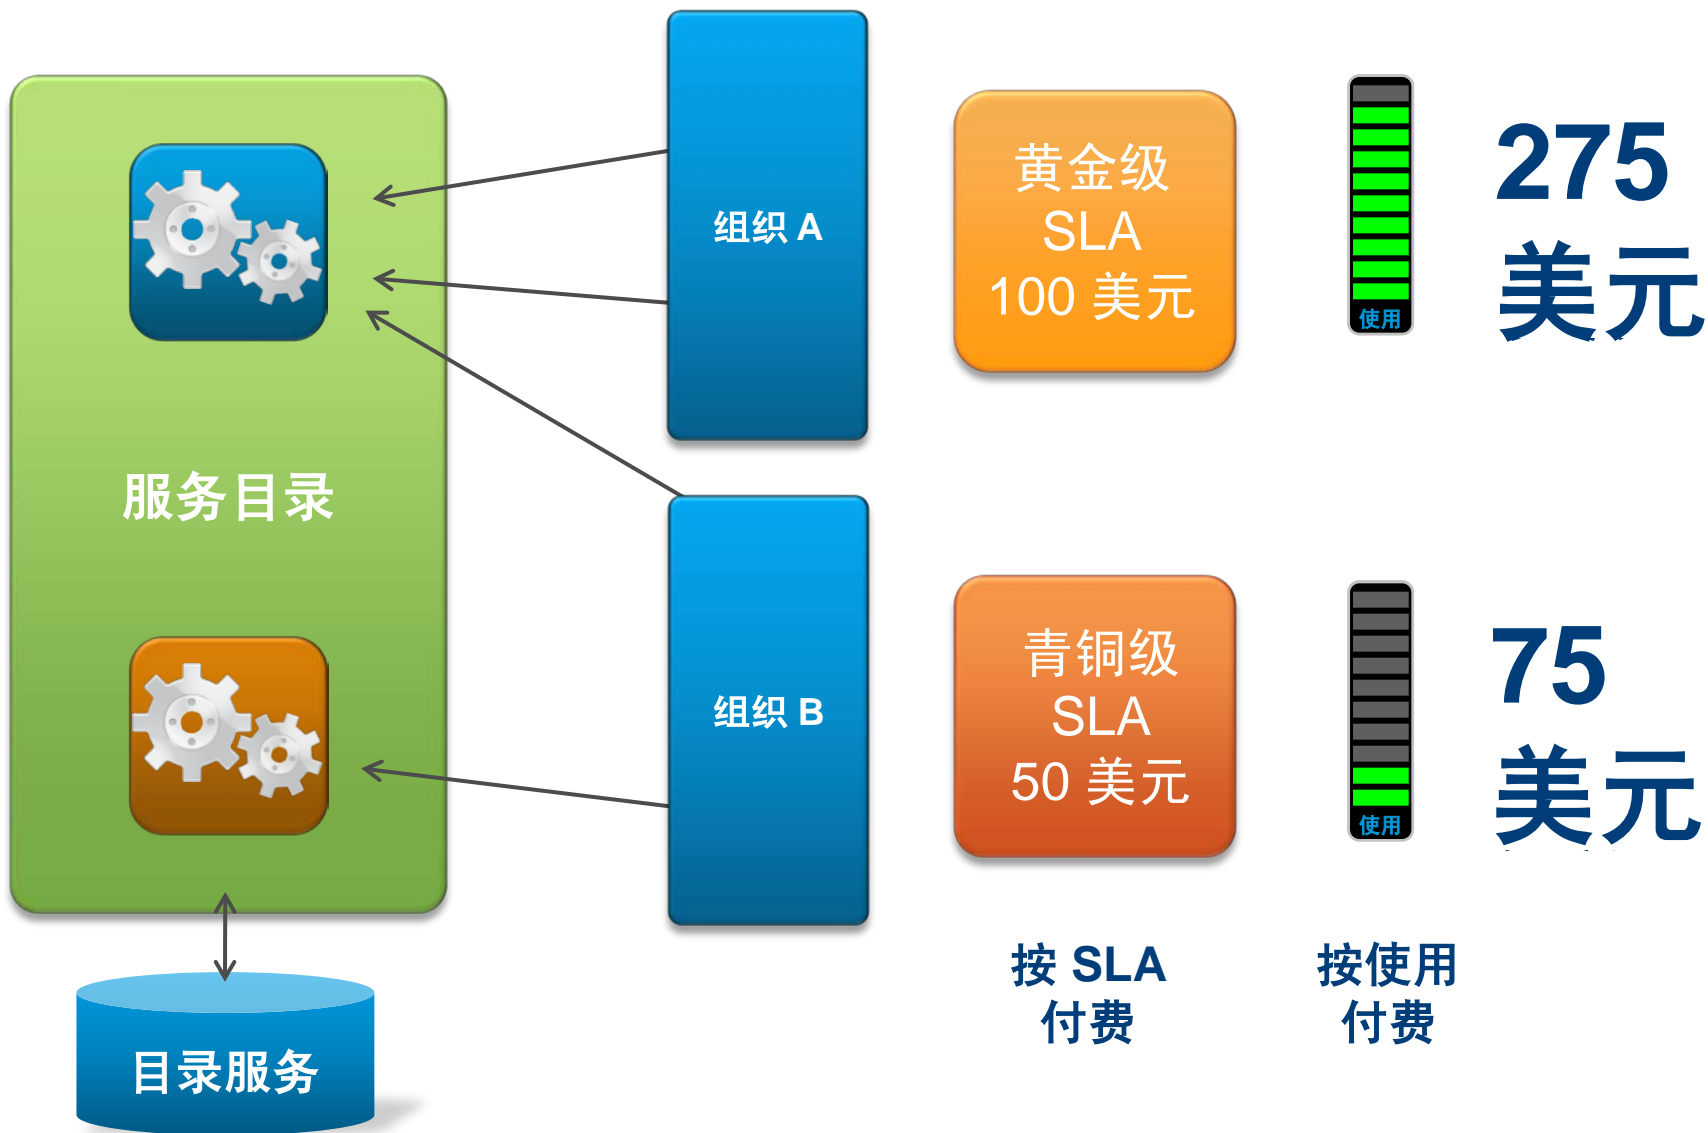 服务目录
目录服务
组织 A
组织 B
黄金级
SLA
100 美元
使用
275
美元
青铜级
SLA
50 美元
使用
75
美元
按 SLA
付费
按使用
付费